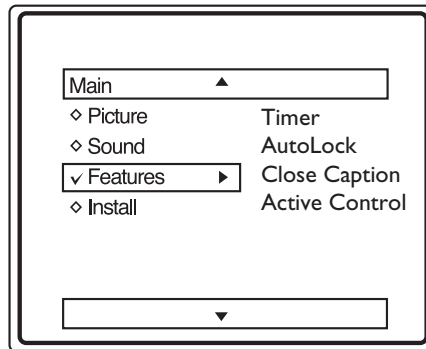 Main
Picture
Sound
Features
Install
Timer
AutoLock
Close Caption
Active Control